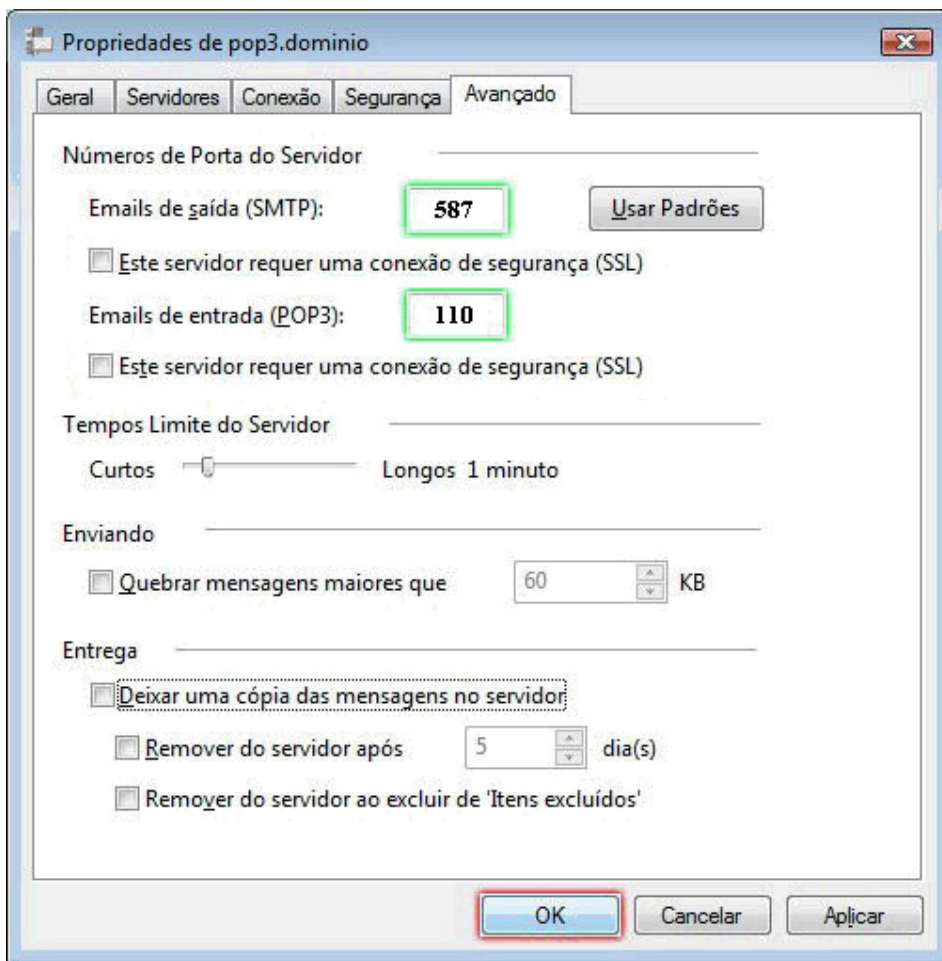 Propriedades de pop3.dominio
Geral Servidores Conexão Segurança Avançado
Números de Porta do Servidor
Emails de saída (SMTP): 587 Usar Padrões
Este servidor requer uma conexão de segurança (SSL)
Emails de entrada (POP3): 110
Este servidor requer uma conexão de segurança (SSL)
Tempos Limite do Servidor
Curtos Longos 1 minuto
Enviando
Quebrar mensagens maiores que 60 KB
Entrega
Deixar uma cópia das mensagens no servidor
Remover do servidor após 5 dia(s)
Remover do servidor ao excluir de 'Itens excluídos'
OK Cancelar Aplicar